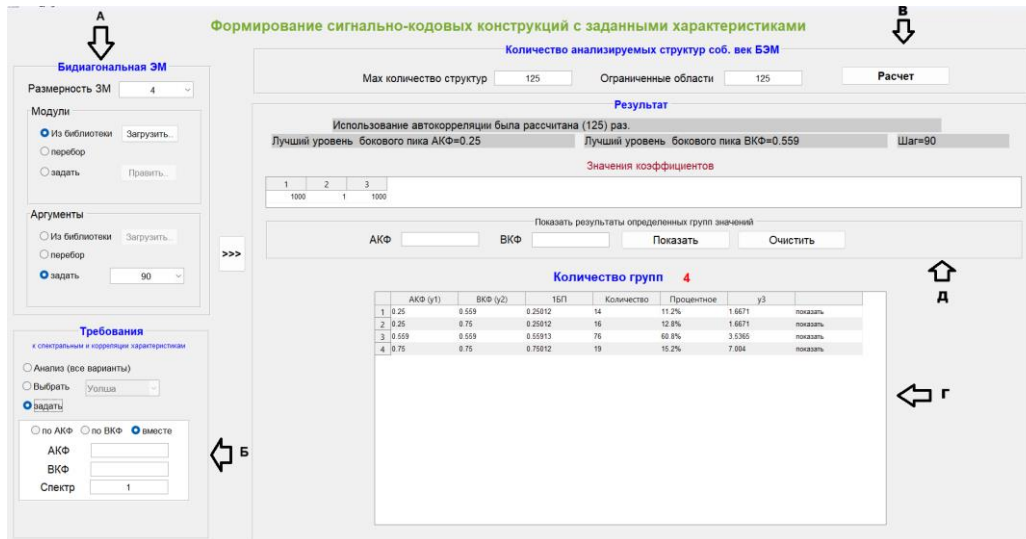 А
В
Формирование сигнально-кодовых конструкций с заданными характеристиками
Бидиагональная ЭМ
Размерность ЭМ 4
Модули
Из библиотеки Загрузить..
перебор
задать Править..
Аргументы
Из библиотеки Загрузить..
перебор
задать 90
>>>
Требования
к спектральным и корреляции характеристикам
Анализ (все варианты)
Выбрать Уолша
задать
по АКФ по ВКФ вместе
АКФ
ВКФ
Спектр 1
Б
Количество анализируемых структур соб. век БЭМ
Max количество структур 125 Ограниченные области 125 Расчет
Результат
Использование автокорреляции была рассчитана (125) раз.
Лучший уровень бокового пика АКФ=0.25 Лучший уровень бокового пика ВКФ=0.559 Шаг=90
Значения коэффициентов
1 2 3
1000 1 1000
Показать результаты определенных групп значений
АКФ ВКФ Показать Очистить
Д
Количество групп 4
АКФ (y1) ВКФ (y2) 1БП Количество Процентное y3
1 0.25 0.559 0.25012 14 11.2% 1.6671 показать
2 0.25 0.75 0.25012 16 12.8% 1.6671 показать
3 0.559 0.559 0.55913 76 60.8% 3.5365 показать
4 0.75 0.75 0.75012 19 15.2% 7.004 показать
Г